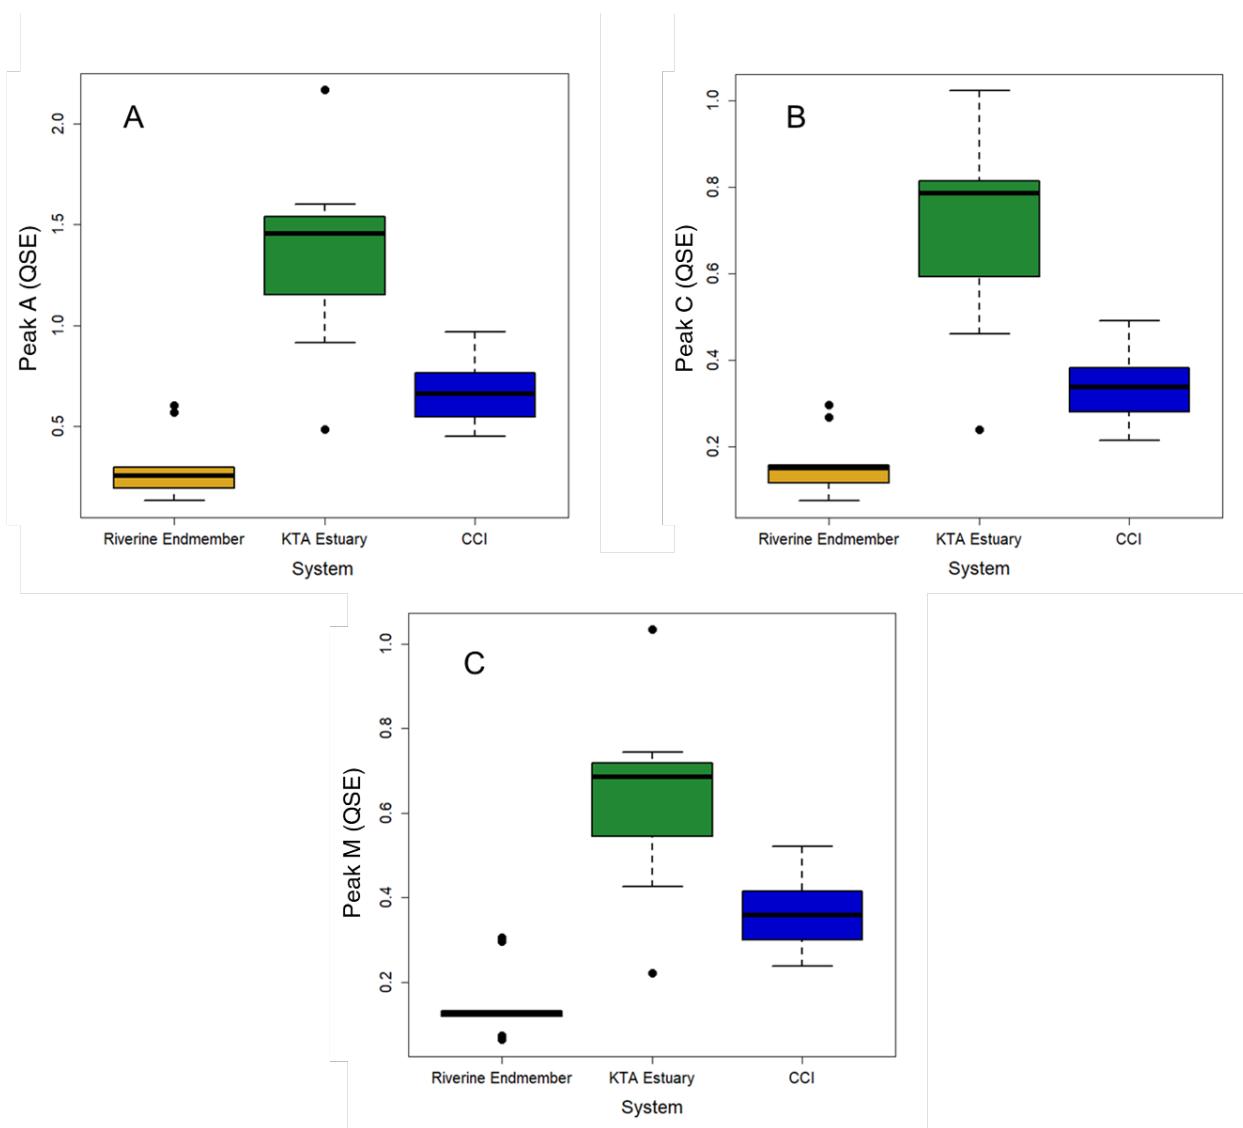 A
Peak A (QSE)
2.0
1.5
1.0
0.5
Riverine Endmember KTA Estuary CCI
System
B
Peak C (QSE)
1.0
0.8
0.6
0.4
0.2
Riverine Endmember KTA Estuary CCI
System
C
Peak M (QSE)
1.0
0.8
0.6
0.4
0.2
Riverine Endmember KTA Estuary CCI
System